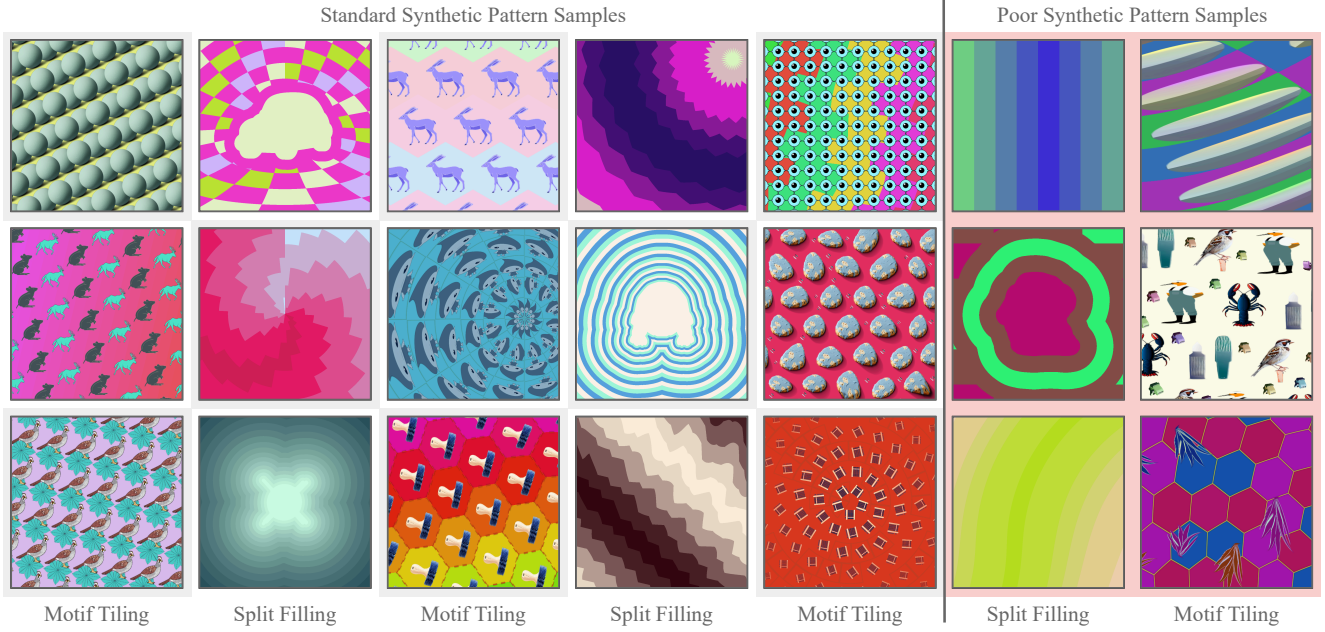 Standard Synthetic Pattern Samples
Poor Synthetic Pattern Samples
Motif Tiling
Split Filling
Motif Tiling
Split Filling
Motif Tiling
Split Filling
Motif Tiling